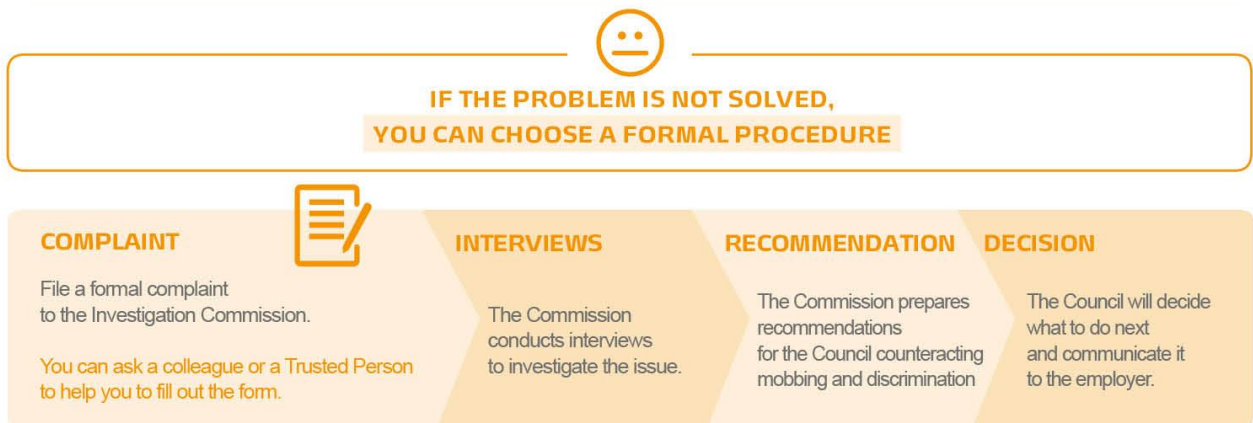 IF THE PROBLEM IS NOT SOLVED,
YOU CAN CHOOSE A FORMAL PROCEDURE
COMPLAINT
File a formal complaint
to the Investigation Commission.
You can ask a colleague or a Trusted Person
to help you to fill out the form.
INTERVIEWS
The Commission
conducts interviews
to investigate the issue.
RECOMMENDATION
The Commission prepares
recommendations
for the Council counteracting
mobbing and discrimination
DECISION
The Council will decide
what to do next
and communicate it
to the employer.